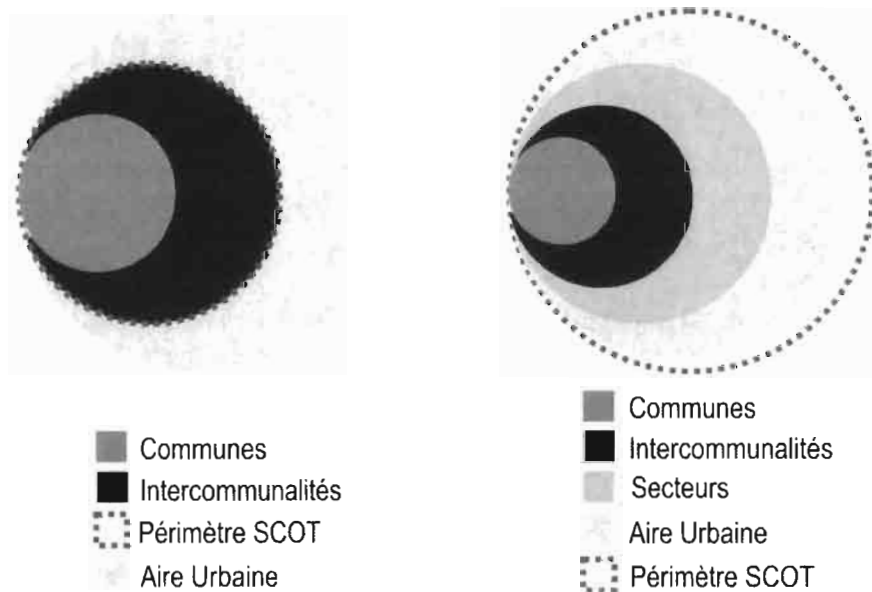 Communes
Intercommunalités
Périmètre SCOT
Aire Urbaine
Communes
Intercommunalités
Secteurs
Aire Urbaine
Périmètre SCOT